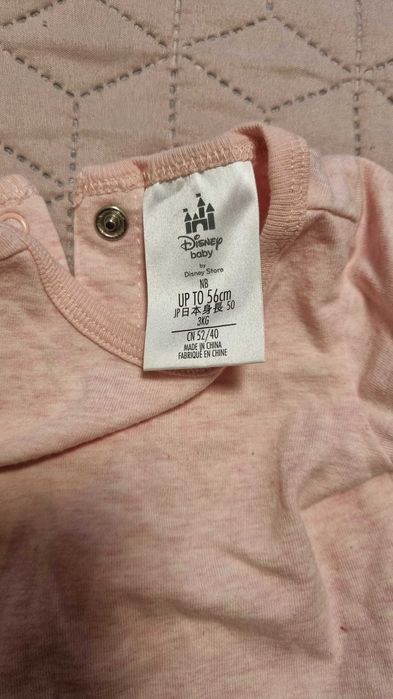 Disney
baby
by
Disney Store
NB
UP TO 56cm
JP日本身長 50
3KG
CN 52/40
MADE IN CHINA
FABRIQUÉ EN CHINE